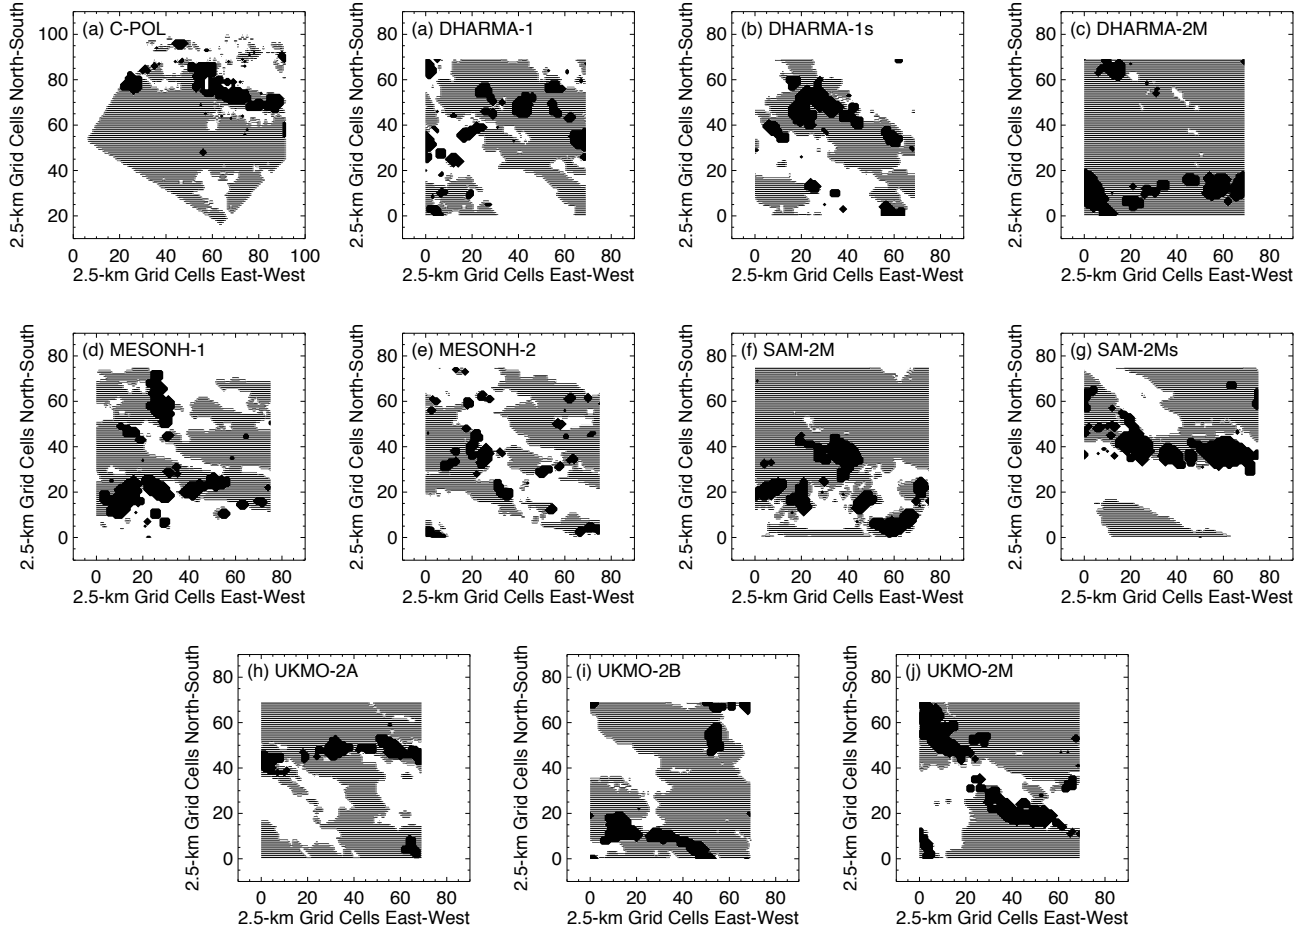 (a) C-POL
(a) DHARMA-1
(b) DHARMA-1s
(c) DHARMA-2M
2.5-km Grid Cells North-South
100
80
60
40
20
0 20 40 60 80 100
2.5-km Grid Cells East-West
2.5-km Grid Cells North-South
80
60
40
20
0
0 20 40 60 80
2.5-km Grid Cells East-West
2.5-km Grid Cells North-South
80
60
40
20
0
0 20 40 60 80
2.5-km Grid Cells East-West
2.5-km Grid Cells North-South
80
60
40
20
0
0 20 40 60 80
2.5-km Grid Cells East-West
(d) MESONH-1
(e) MESONH-2
(f) SAM-2M
(g) SAM-2Ms
2.5-km Grid Cells North-South
80
60
40
20
0
0 20 40 60 80
2.5-km Grid Cells East-West
2.5-km Grid Cells North-South
80
60
40
20
0
0 20 40 60 80
2.5-km Grid Cells East-West
2.5-km Grid Cells North-South
80
60
40
20
0
0 20 40 60 80
2.5-km Grid Cells East-West
2.5-km Grid Cells North-South
80
60
40
20
0
0 20 40 60 80
2.5-km Grid Cells East-West
(h) UKMO-2A
(i) UKMO-2B
(j) UKMO-2M
2.5-km Grid Cells North-South
80
60
40
20
0
0 20 40 60 80
2.5-km Grid Cells East-West
2.5-km Grid Cells North-South
80
60
40
20
0
0 20 40 60 80
2.5-km Grid Cells East-West
2.5-km Grid Cells North-South
80
60
40
20
0
0 20 40 60 80
2.5-km Grid Cells East-West